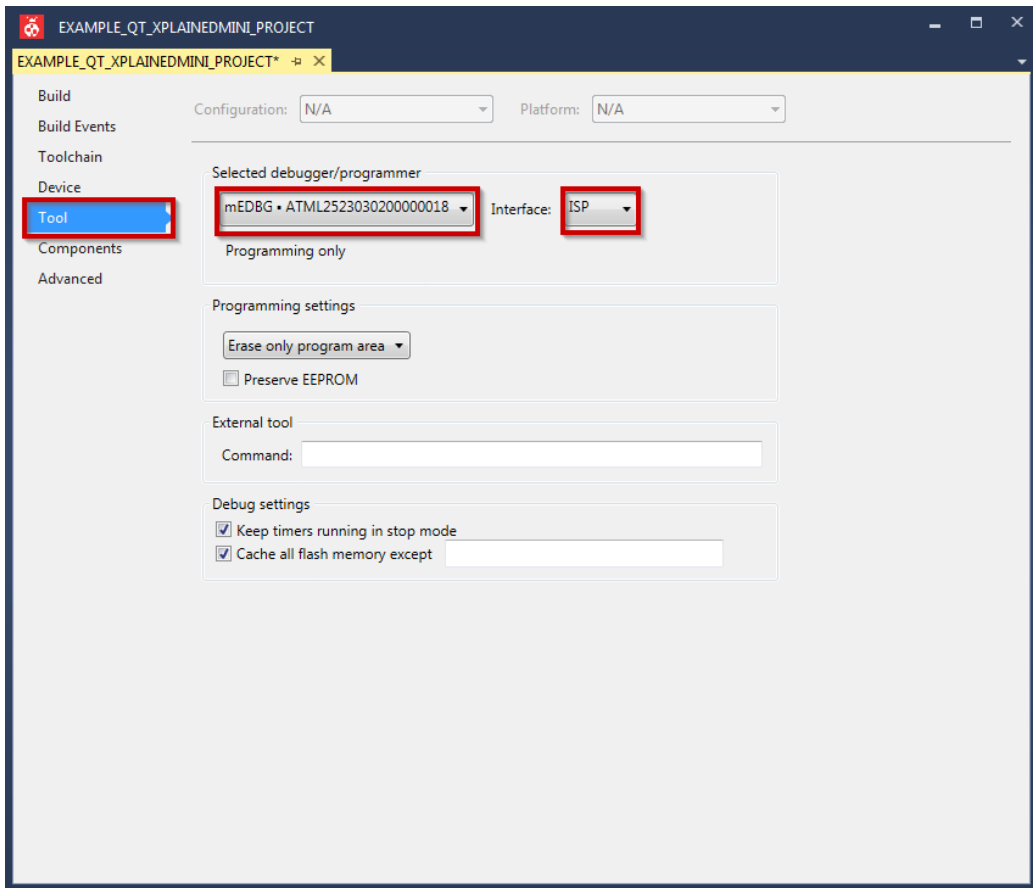 EXAMPLE_QT_XPLAINEDMINI_PROJECT
EXAMPLE_QT_XPLAINEDMINI_PROJECT*
Build
Build Events
Toolchain
Device
Tool
Components
Advanced
Configuration: N/A Platform: N/A
Selected debugger/programmer
mEDBG • ATML2523030200000018 Interface: ISP
Programming only
Programming settings
Erase only program area
Preserve EEPROM
External tool
Command:
Debug settings
Keep timers running in stop mode
Cache all flash memory except